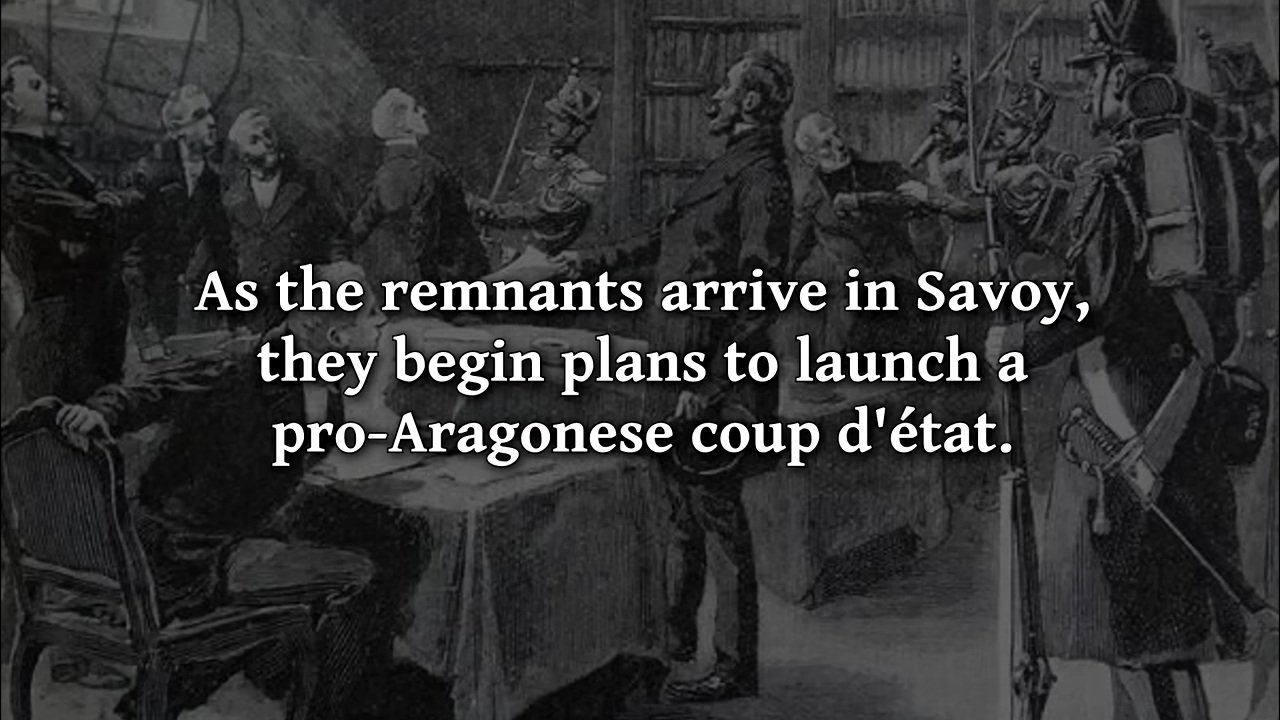 As the remnants arrive in Savoy,
they begin plans to launch a
pro-Aragonese coup d'état.